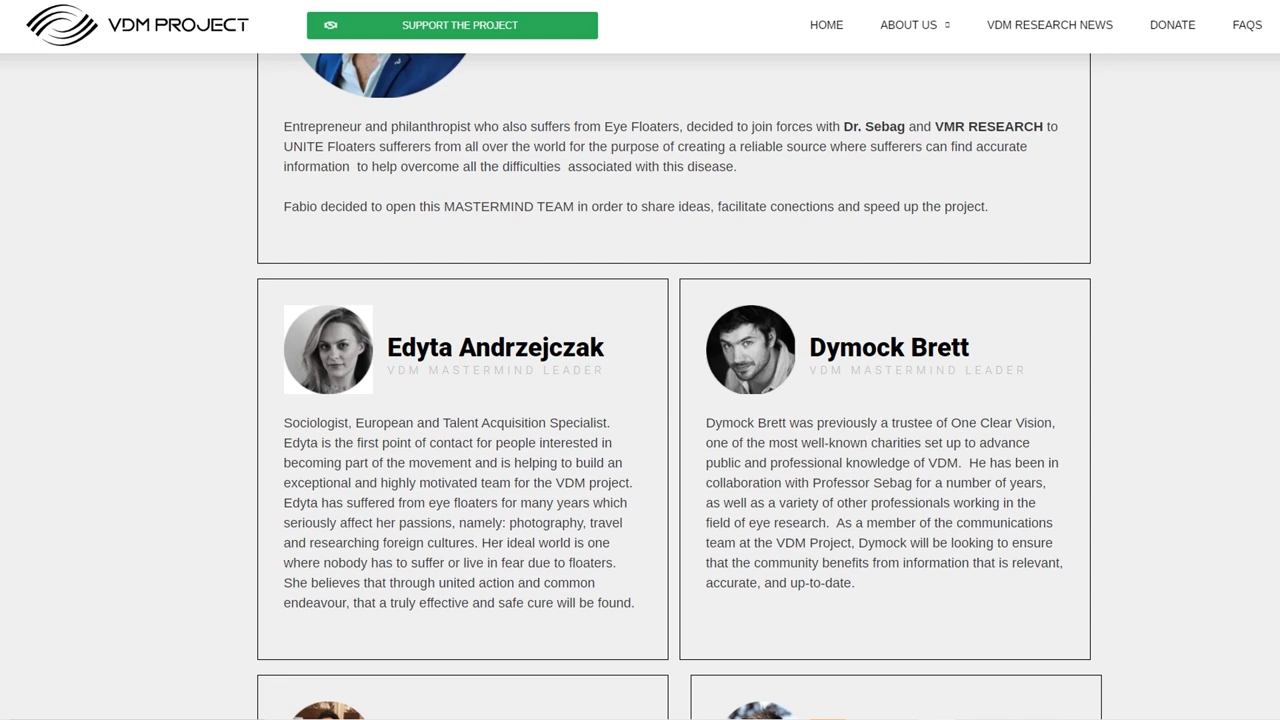 VDM PROJECT
SUPPORT THE PROJECT
HOME
ABOUT US
VDM RESEARCH NEWS
DONATE
FAQS
Entrepreneur and philanthropist who also suffers from Eye Floaters, decided to join forces with Dr. Sebag and VMR RESEARCH to
UNITE Floaters sufferers from all over the world for the purpose of creating a reliable source where sufferers can find accurate
information  to help overcome all the difficulties  associated with this disease.
Fabio decided to open this MASTERMIND TEAM in order to share ideas, facilitate conections and speed up the project.
Edyta Andrzejczak
VDM MASTERMIND LEADER
Sociologist, European and Talent Acquisition Specialist.
Edyta is the first point of contact for people interested in
becoming part of the movement and is helping to build an
exceptional and highly motivated team for the VDM project.
Edyta has suffered from eye floaters for many years which
seriously affect her passions, namely: photography, travel
and researching foreign cultures. Her ideal world is one
where nobody has to suffer or live in fear due to floaters.
She believes that through united action and common
endeavour, that a truly effective and safe cure will be found.
Dymock Brett
VDM MASTERMIND LEADER
Dymock Brett was previously a trustee of One Clear Vision,
one of the most well-known charities set up to advance
public and professional knowledge of VDM.  He has been in
collaboration with Professor Sebag for a number of years,
as well as a variety of other professionals working in the
field of eye research.  As a member of the communications
team at the VDM Project, Dymock will be looking to ensure
that the community benefits from information that is relevant,
accurate, and up-to-date.